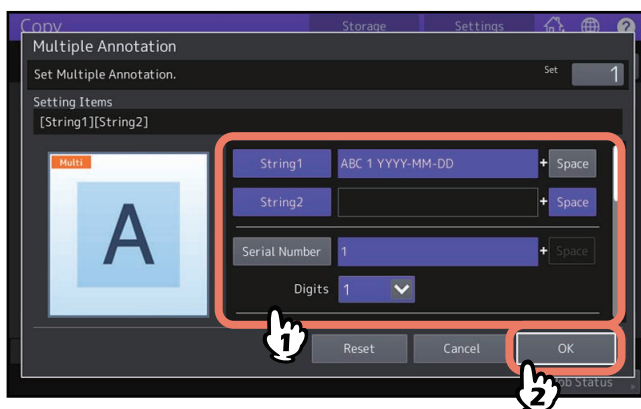 Copy Storage Settings ?
Multiple Annotation
Set Multiple Annotation.
Set 1
Setting Items
[String1][String2]
Multi
A
String1 ABC 1 YYYY-MM-DD + Space
String2 + Space
Serial Number 1 + Space
Digits 1
1
Reset Cancel OK
2
Job Status